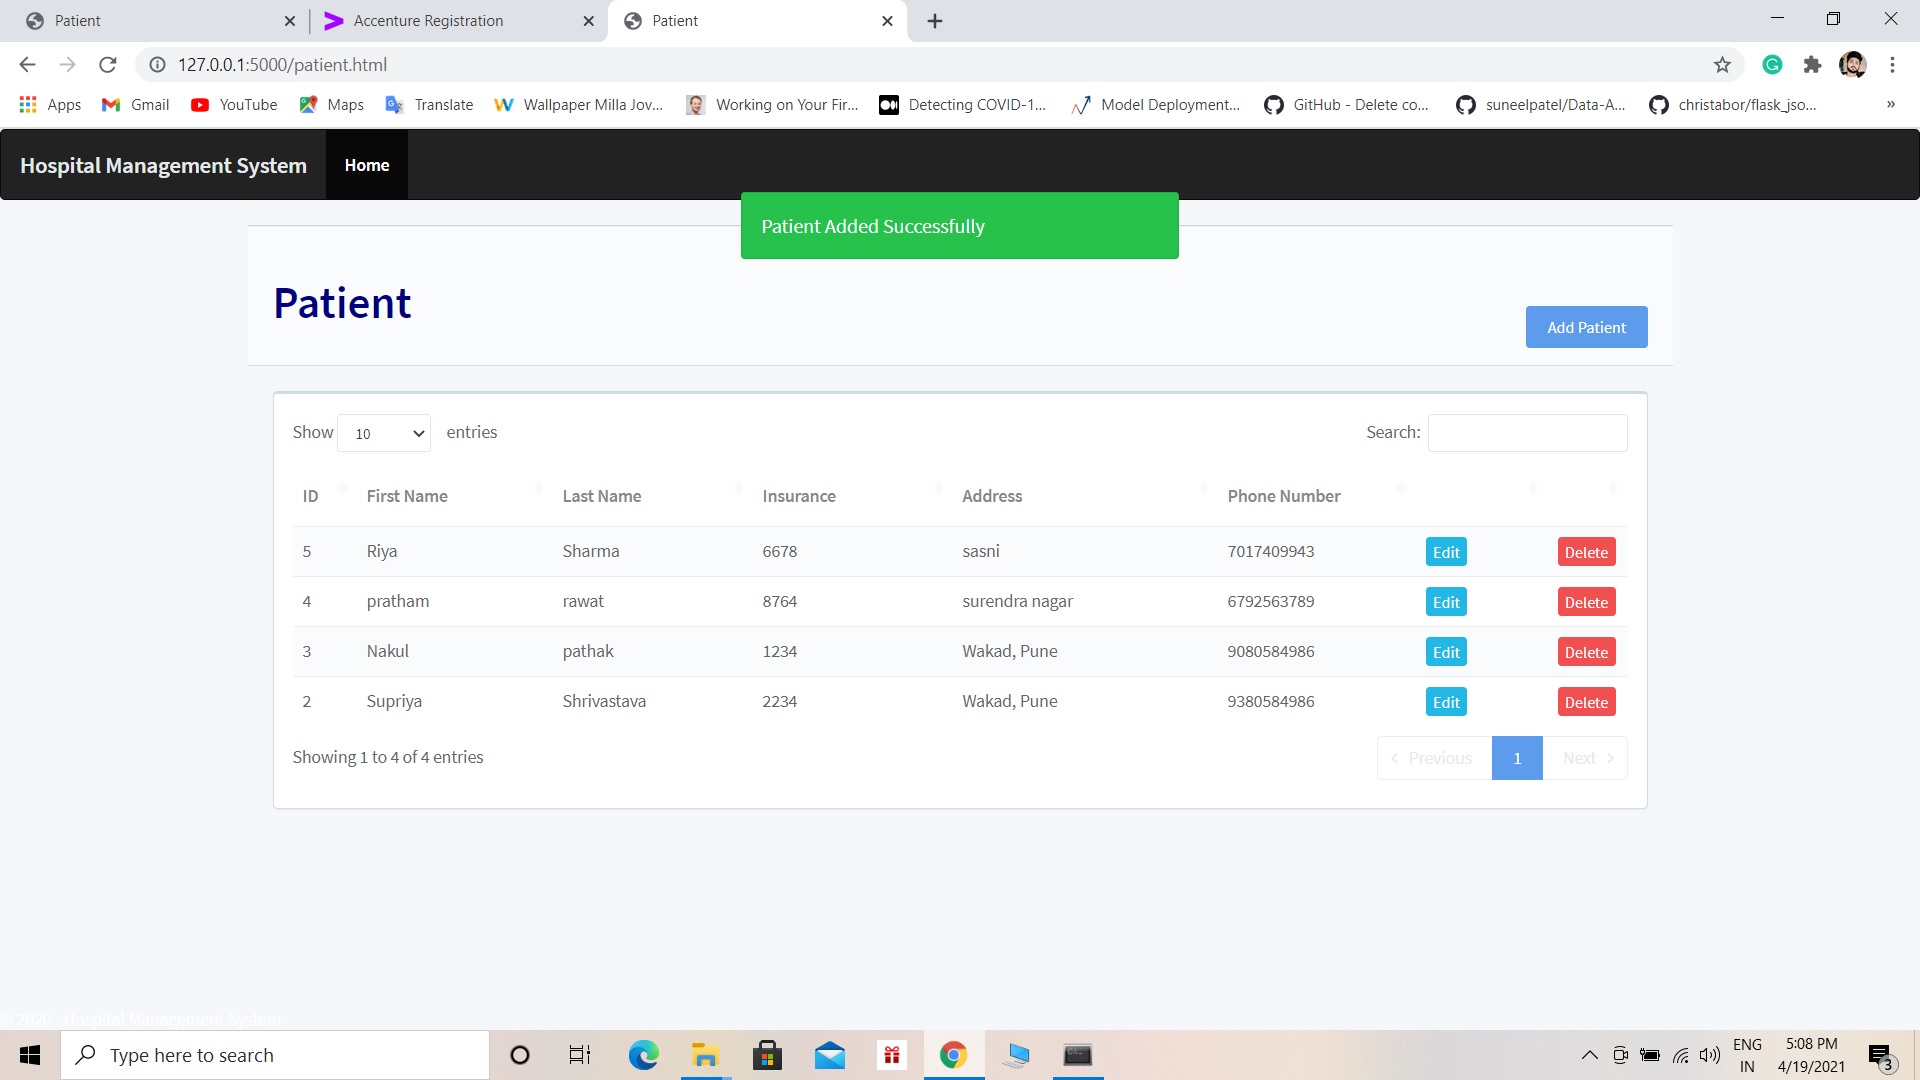 Patient
Accenture Registration
Patient
127.0.0.1:5000/patient.html
Apps
Gmail
YouTube
Maps
Translate
Wallpaper Milla Jov...
Working on Your Fir...
Detecting COVID-1...
Model Deployment...
GitHub - Delete co...
suneelpatel/Data-A...
christabor/flask_jso...
»
Hospital Management System Home
Patient Added Successfully
Patient
Add Patient
Show 10 entries Search:
ID First Name Last Name Insurance Address Phone Number
5 Riya Sharma 6678 sasni 7017409943 Edit Delete
4 pratham rawat 8764 surendra nagar 6792563789 Edit Delete
3 Nakul pathak 1234 Wakad, Pune 9080584986 Edit Delete
2 Supriya Shrivastava 2234 Wakad, Pune 9380584986 Edit Delete
Showing 1 to 4 of 4 entries
Previous 1 Next
© 2020 - Hospital Management System
Type here to search
ENG
IN
5:08 PM
4/19/2021
3